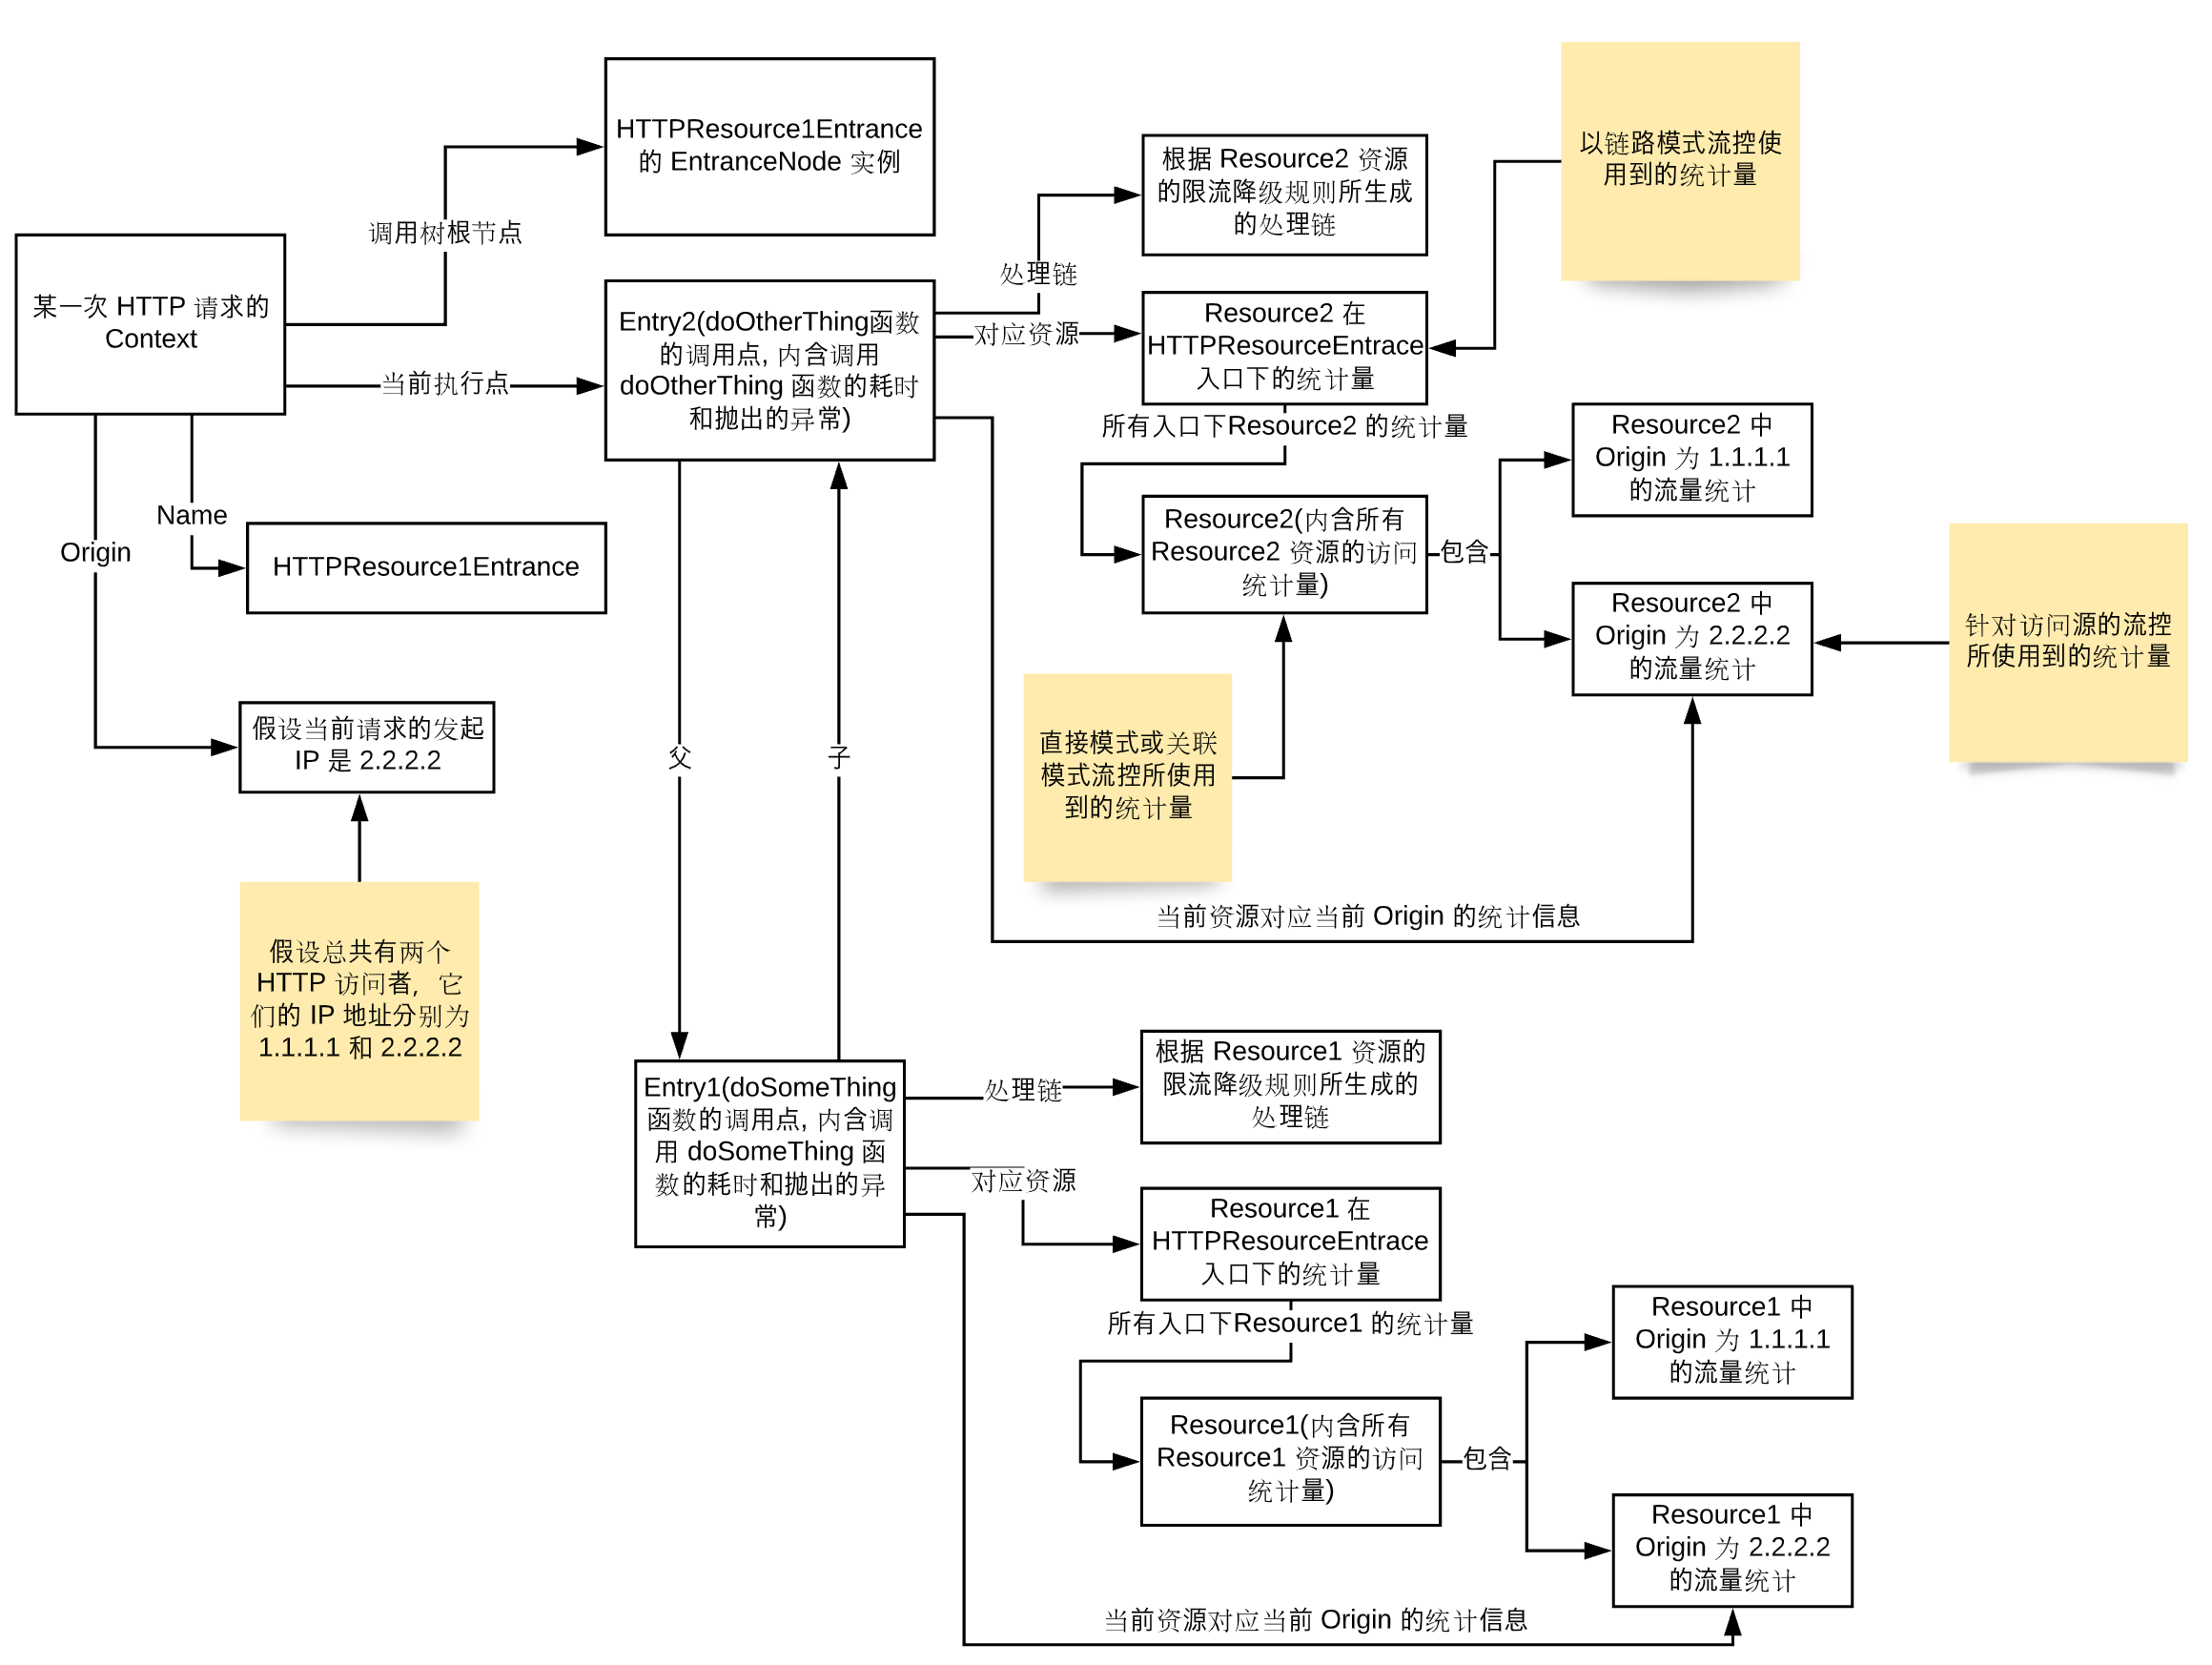 HTTPResource1Entrance
的 EntranceNode 实例
调用树根节点
某一次 HTTP 请求的
Context
当前执行点
Name
Origin
HTTPResource1Entrance
假设当前请求的发起
IP 是 2.2.2.2
假设总共有两个
HTTP 访问者，它
们的 IP 地址分别为
1.1.1.1 和 2.2.2.2
Entry2(doOtherThing函数
的调用点, 内含调用
doOtherThing 函数的耗时
和抛出的异常)
父
子
处理链
对应资源
根据 Resource2 资源
的限流降级规则所生成
的处理链
Resource2 在
HTTPResourceEntrace
入口下的统计量
所有入口下Resource2 的统计量
以链路模式流控使
用到的统计量
Resource2(内含所有
Resource2 资源的访问
统计量)
包含
Resource2 中
Origin 为 1.1.1.1
的流量统计
Resource2 中
Origin 为 2.2.2.2
的流量统计
针对访问源的流控
所使用到的统计量
直接模式或关联
模式流控所使用
到的统计量
当前资源对应当前 Origin 的统计信息
Entry1(doSomeThing
函数的调用点, 内含调
用 doSomeThing 函
数的耗时和抛出的异
常)
处理链
对应资源
根据 Resource1 资源的
限流降级规则所生成的
处理链
Resource1 在
HTTPResourceEntrace
入口下的统计量
所有入口下Resource1 的统计量
Resource1(内含所有
Resource1 资源的访问
统计量)
包含
Resource1 中
Origin 为 1.1.1.1
的流量统计
Resource1 中
Origin 为 2.2.2.2
的流量统计
当前资源对应当前 Origin 的统计信息